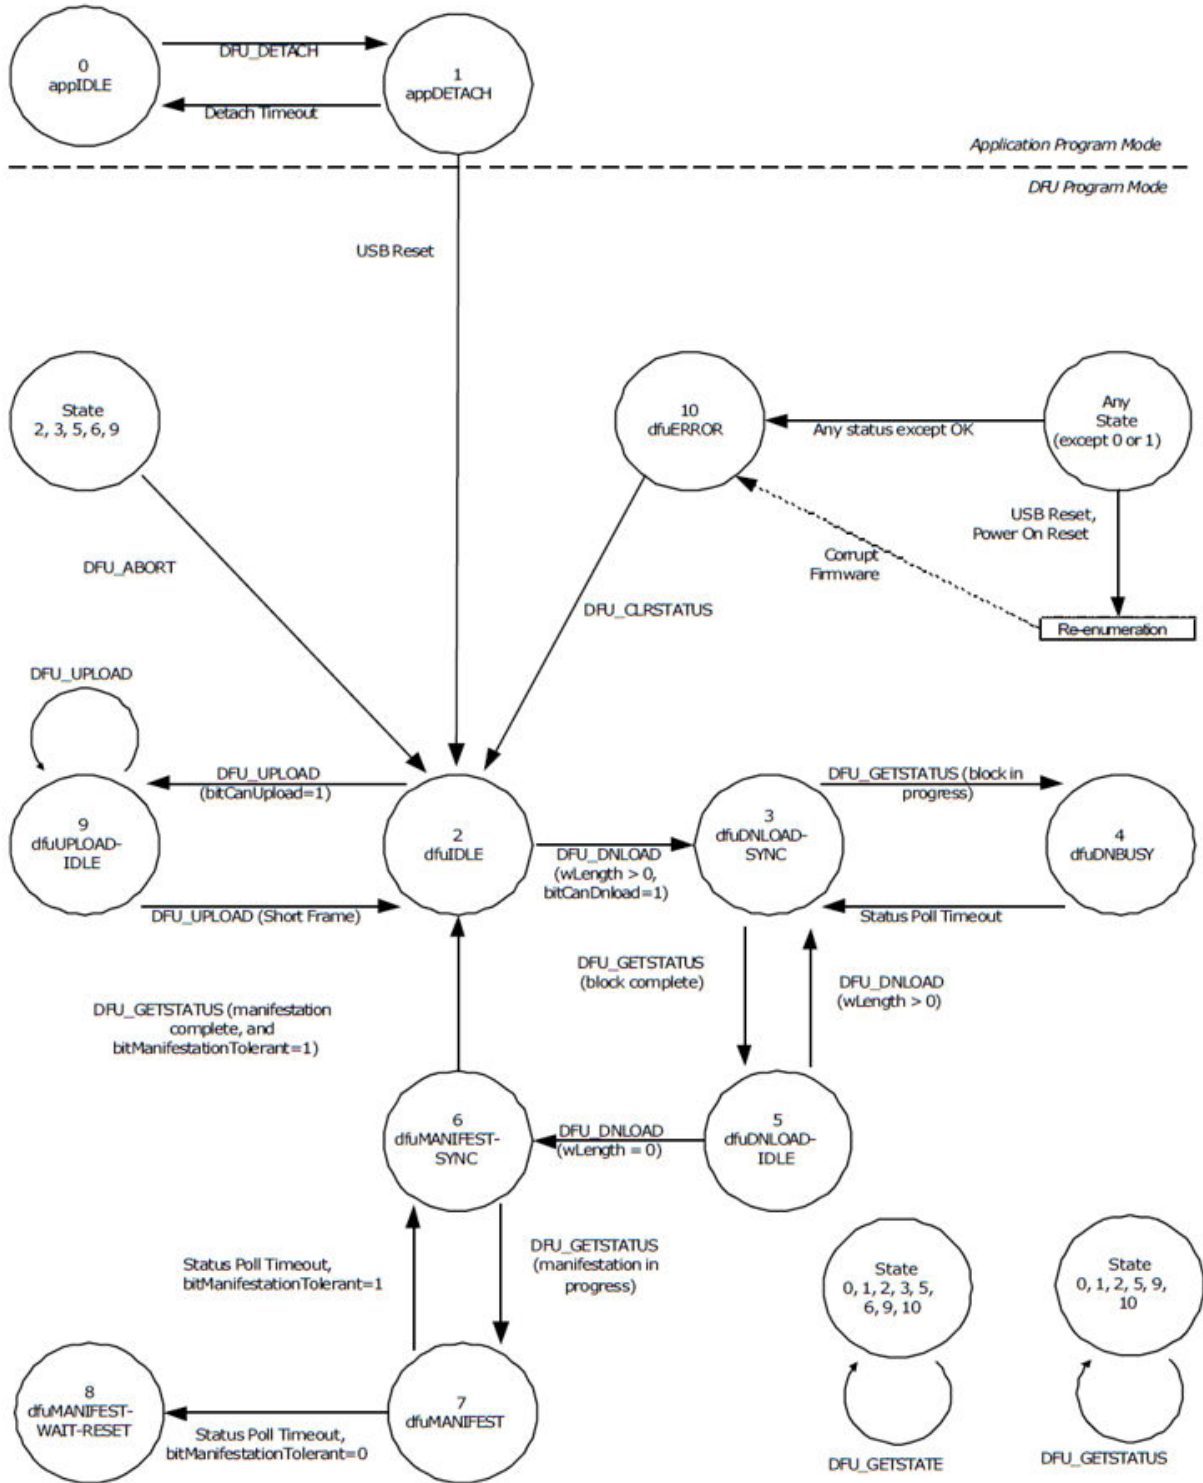 0
appIDLE
DFU_DETACH
Detach Timeout
1
appDETACH
Application Program Mode
DFU Program Mode
USB Reset
State
2, 3, 5, 6, 9
10
dfuERROR
Any status except OK
Any
State
(except 0 or 1)
USB Reset,
Power On Reset
Corrupt
Firmware
Re-enumeration
DFU_ABORT
DFU_CLRSTATUS
DFU_UPLOAD
DFU_UPLOAD
(bitCanUpload=1)
9
dfuUPLOAD-
IDLE
DFU_UPLOAD (Short Frame)
2
dfuIDLE
DFU_DNLOAD
(wLength > 0,
bitCanDnload=1)
3
dfuDNLOAD-
SYNC
DFU_GETSTATUS (block in
progress)
4
dfuDNBUSY
Status Poll Timeout
DFU_GETSTATUS
(block complete)
DFU_DNLOAD
(wLength > 0)
DFU_GETSTATUS (manifestation
complete, and
bitManifestationTolerant=1)
6
dfuMANIFEST-
SYNC
DFU_DNLOAD
(wLength = 0)
5
dfuDNLOAD-
IDLE
Status Poll Timeout,
bitManifestationTolerant=1
DFU_GETSTATUS
(manifestation in
progress)
8
dfuMANIFEST-
WAIT-RESET
Status Poll Timeout,
bitManifestationTolerant=0
7
dfuMANIFEST
State
0, 1, 2, 3, 5,
6, 9, 10
DFU_GETSTATE
State
0, 1, 2, 5, 9,
10
DFU_GETSTATUS